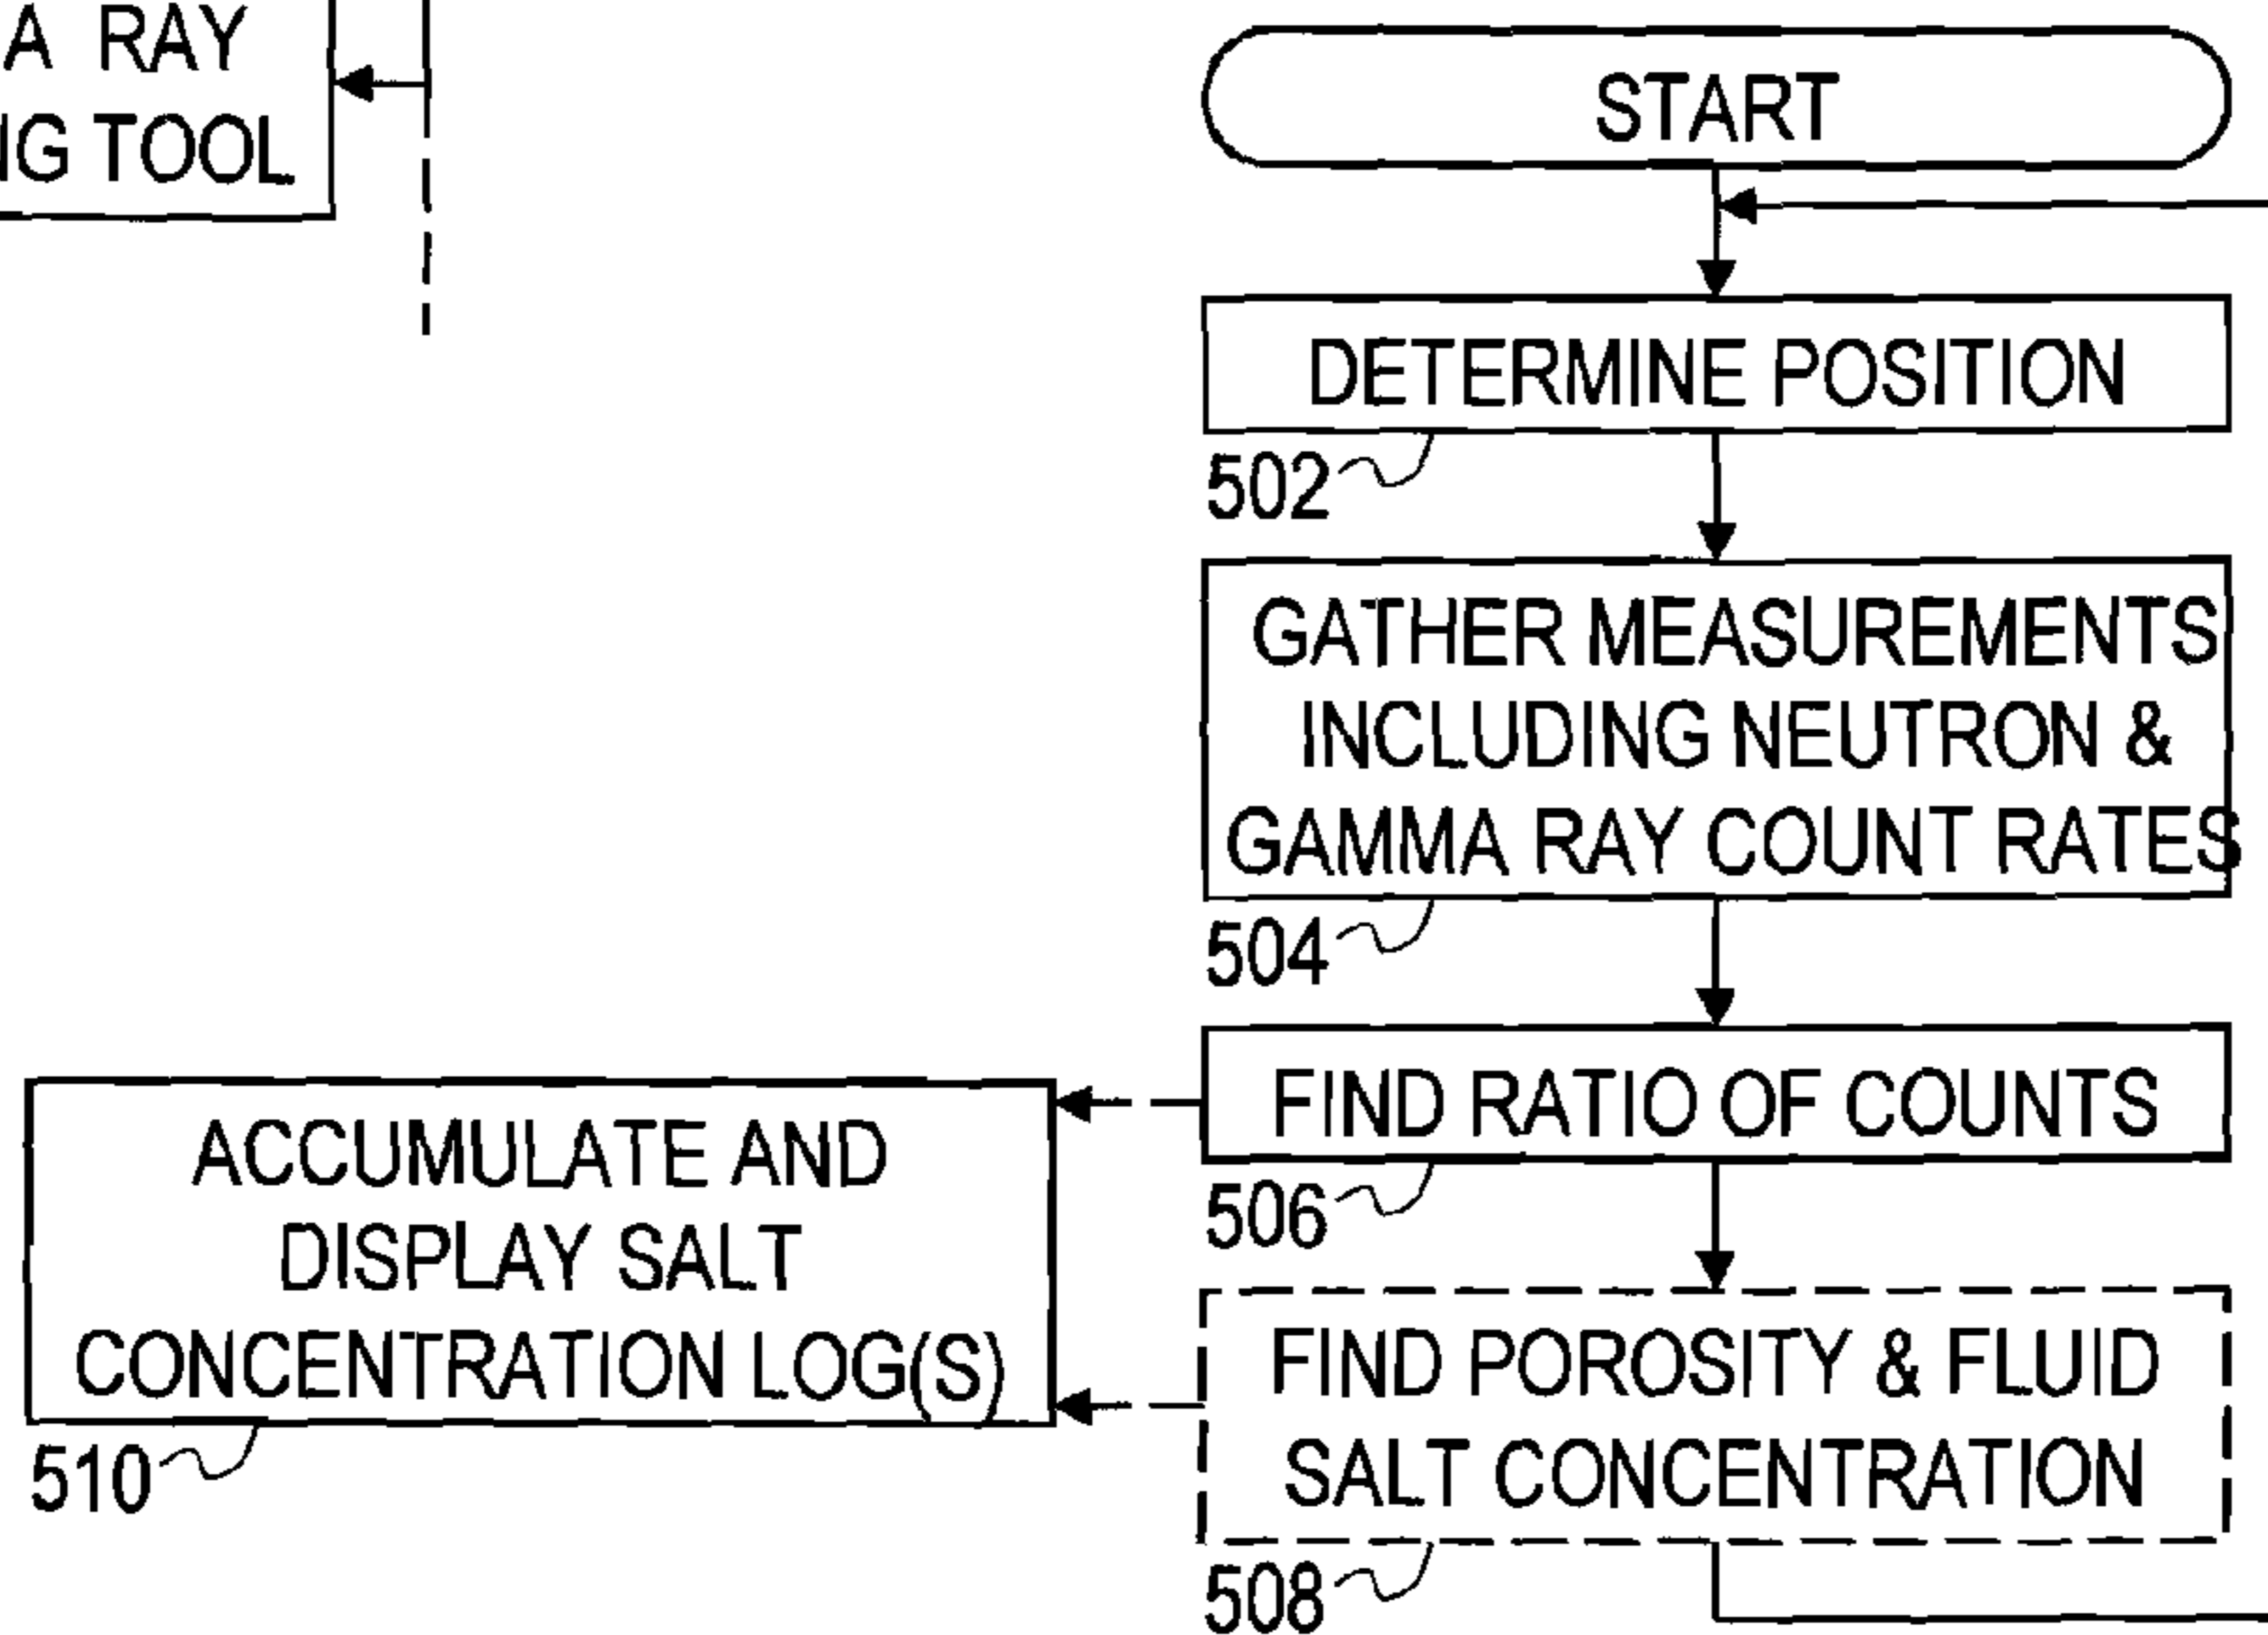 A RAY
TOOL
START
DETERMINE POSITION
502
GATHER MEASUREMENTS
INCLUDING NEUTRON &
GAMMA RAY COUNT RATES
504
FIND RATIO OF COUNTS
506
ACCUMULATE AND
DISPLAY SALT
CONCENTRATION LOG(S)
510
FIND POROSITY & FLUID
SALT CONCENTRATION
508